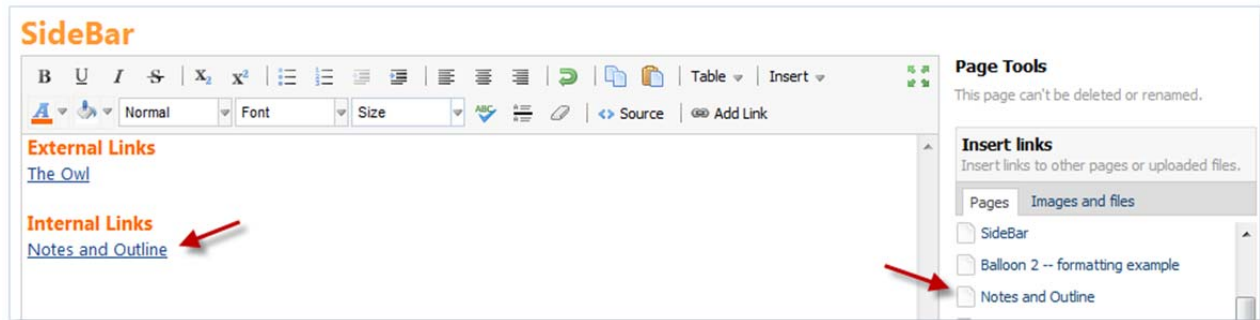 SideBar
B U I S X₂ X² Table Insert
A Normal Font Size ABC Source Add Link
External Links
The Owl
Internal Links
Notes and Outline
Page Tools
This page can't be deleted or renamed.
Insert links
Insert links to other pages or uploaded files.
Pages Images and files
SideBar
Balloon 2 -- formatting example
Notes and Outline